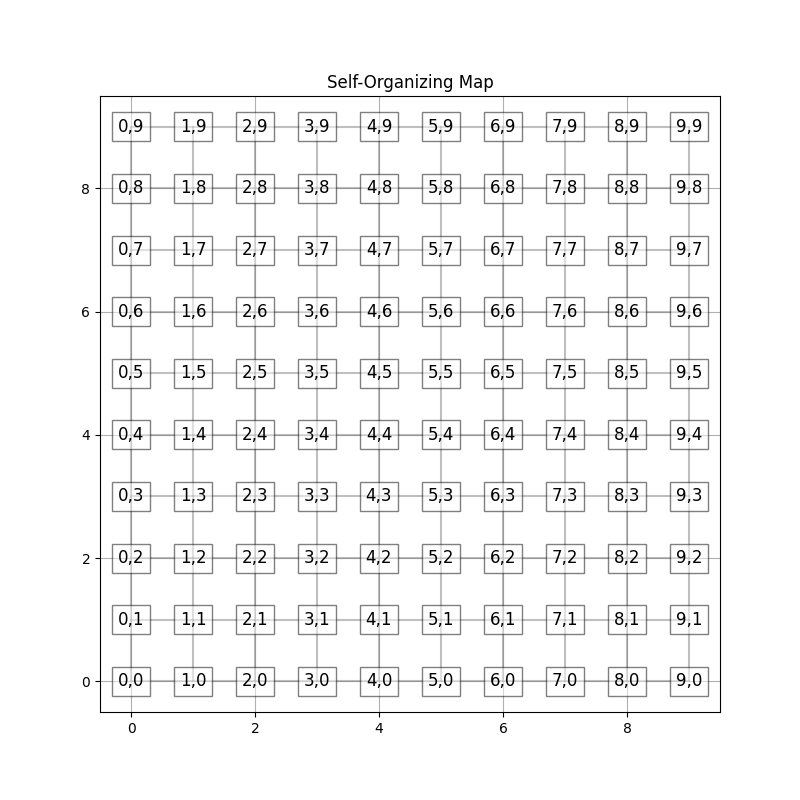 Self-Organizing Map
0,9 1,9 2,9 3,9 4,9 5,9 6,9 7,9 8,9 9,9
8 0,8 1,8 2,8 3,8 4,8 5,8 6,8 7,8 8,8 9,8
0,7 1,7 2,7 3,7 4,7 5,7 6,7 7,7 8,7 9,7
6 0,6 1,6 2,6 3,6 4,6 5,6 6,6 7,6 8,6 9,6
0,5 1,5 2,5 3,5 4,5 5,5 6,5 7,5 8,5 9,5
4 0,4 1,4 2,4 3,4 4,4 5,4 6,4 7,4 8,4 9,4
0,3 1,3 2,3 3,3 4,3 5,3 6,3 7,3 8,3 9,3
2 0,2 1,2 2,2 3,2 4,2 5,2 6,2 7,2 8,2 9,2
0,1 1,1 2,1 3,1 4,1 5,1 6,1 7,1 8,1 9,1
0 0,0 1,0 2,0 3,0 4,0 5,0 6,0 7,0 8,0 9,0
0 2 4 6 8